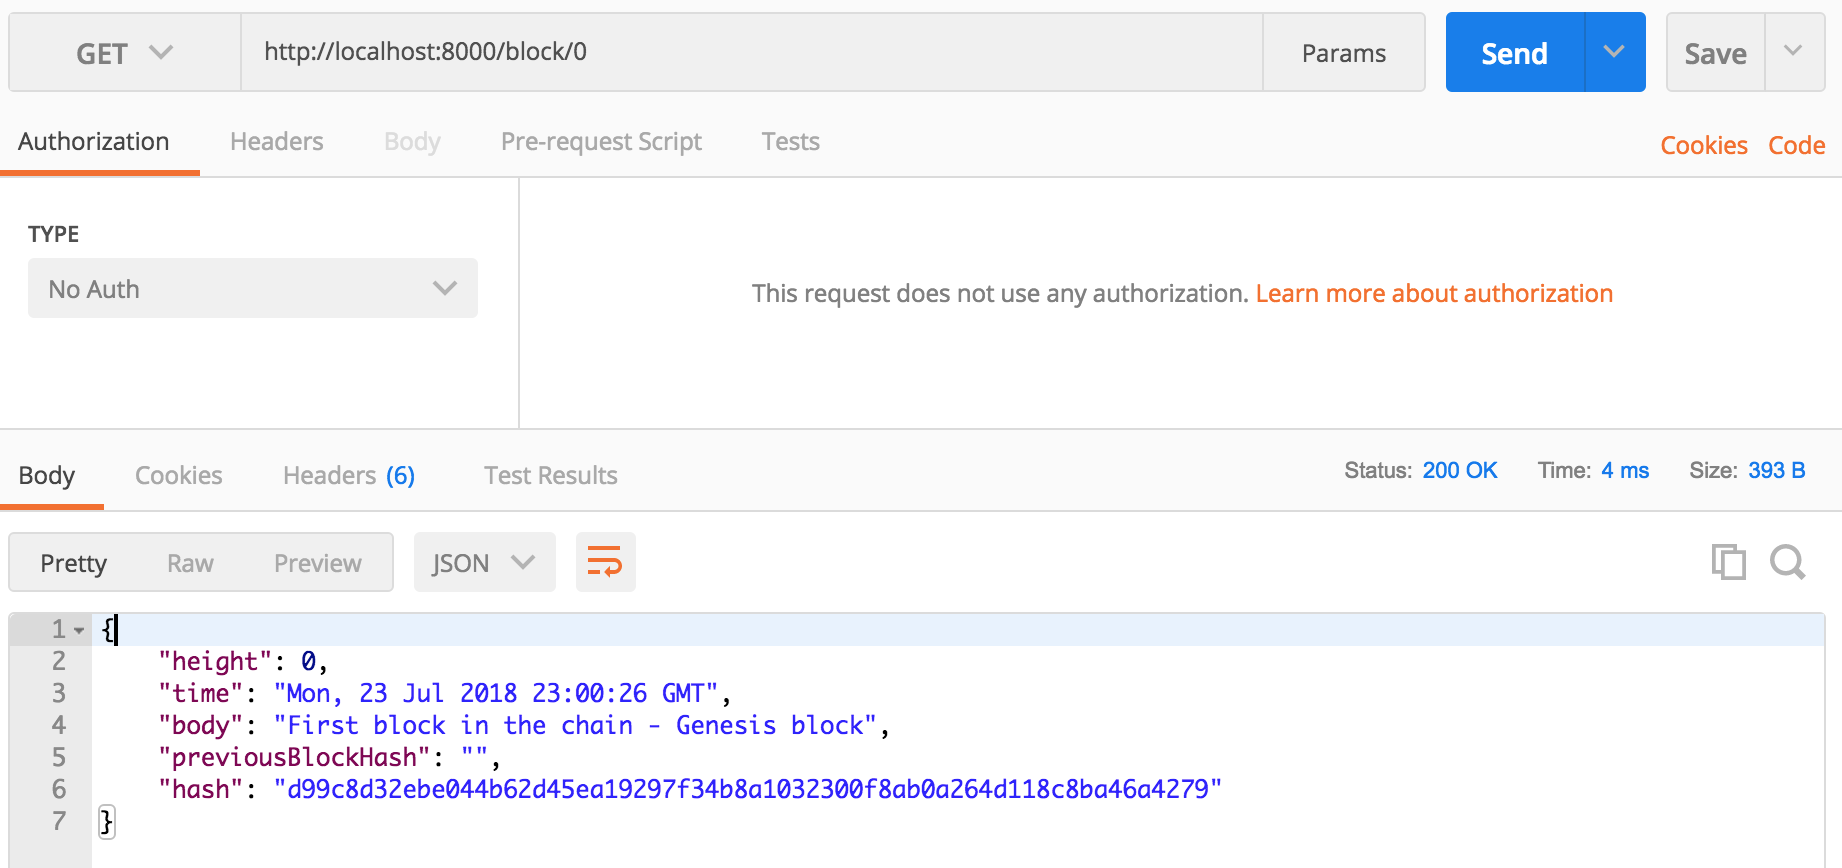 GET http://localhost:8000/block/0 Params Send Save
Authorization Headers Body Pre-request Script Tests Cookies Code
TYPE
No Auth
This request does not use any authorization. Learn more about authorization
Body Cookies Headers (6) Test Results Status: 200 OK Time: 4 ms Size: 393 B
Pretty Raw Preview JSON
1 {
2 "height": 0,
3 "time": "Mon, 23 Jul 2018 23:00:26 GMT",
4 "body": "First block in the chain - Genesis block",
5 "previousBlockHash": "",
6 "hash": "d99c8d32ebe044b62d45ea19297f34b8a1032300f8ab0a264d118c8ba46a4279"
7 }